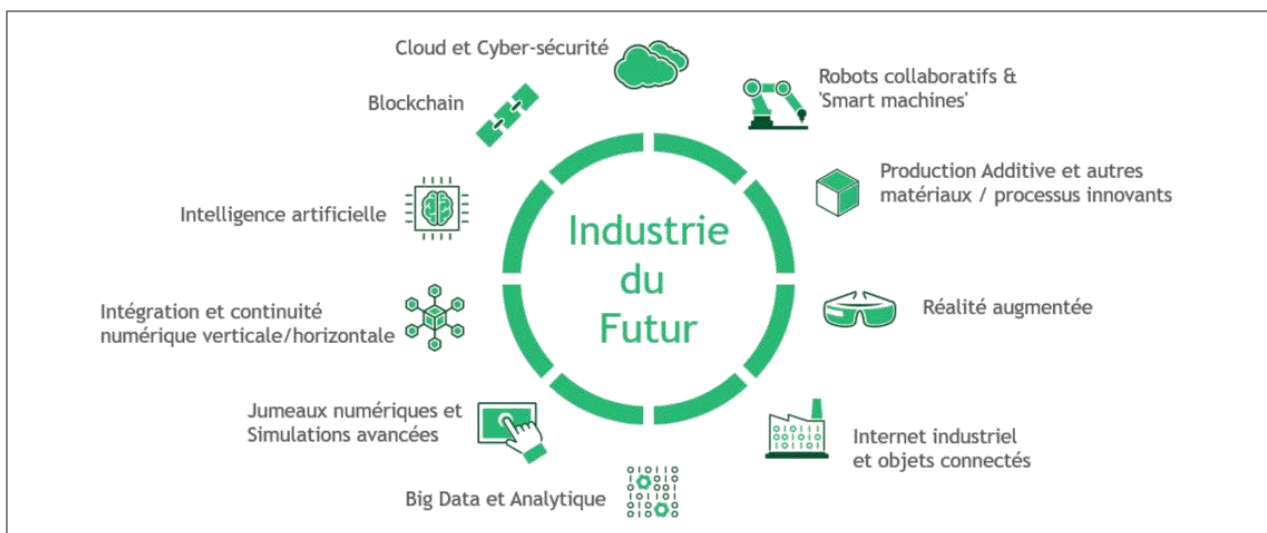 Cloud et Cyber-sécurité
Robots collaboratifs &
'Smart machines'
Blockchain
Production Additive et autres
matériaux / processus innovants
Intelligence artificielle
Industrie
du
Futur
Intégration et continuité
numérique verticale/horizontale
Réalité augmentée
Jumeaux numériques et
Simulations avancées
Internet industriel
et objets connectés
Big Data et Analytique